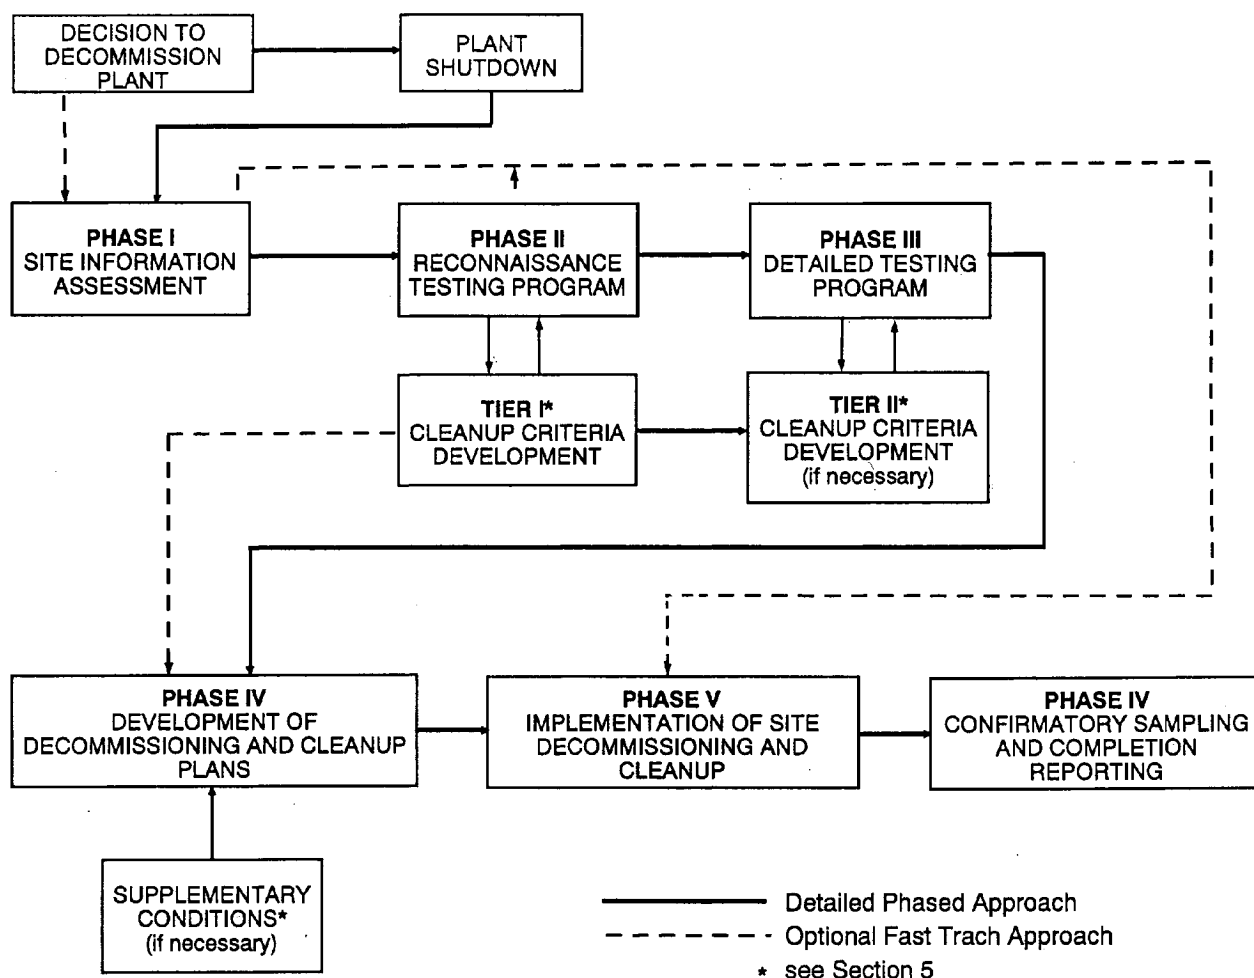 DECISION TO
DECOMMISSION
PLANT
PLANT
SHUTDOWN
PHASE I
SITE INFORMATION
ASSESSMENT
PHASE II
RECONNAISSANCE
TESTING PROGRAM
PHASE III
DETAILED TESTING
PROGRAM
TIER I*
CLEANUP CRITERIA
DEVELOPMENT
TIER II*
CLEANUP CRITERIA
DEVELOPMENT
(if necessary)
PHASE IV
DEVELOPMENT OF
DECOMMISSIONING AND CLEANUP
PLANS
PHASE V
IMPLEMENTATION OF SITE
DECOMMISSIONING AND
CLEANUP
PHASE IV
CONFIRMATORY SAMPLING
AND COMPLETION
REPORTING
SUPPLEMENTARY
CONDITIONS*
(if necessary)
Detailed Phased Approach
Optional Fast Trach Approach
* see Section 5